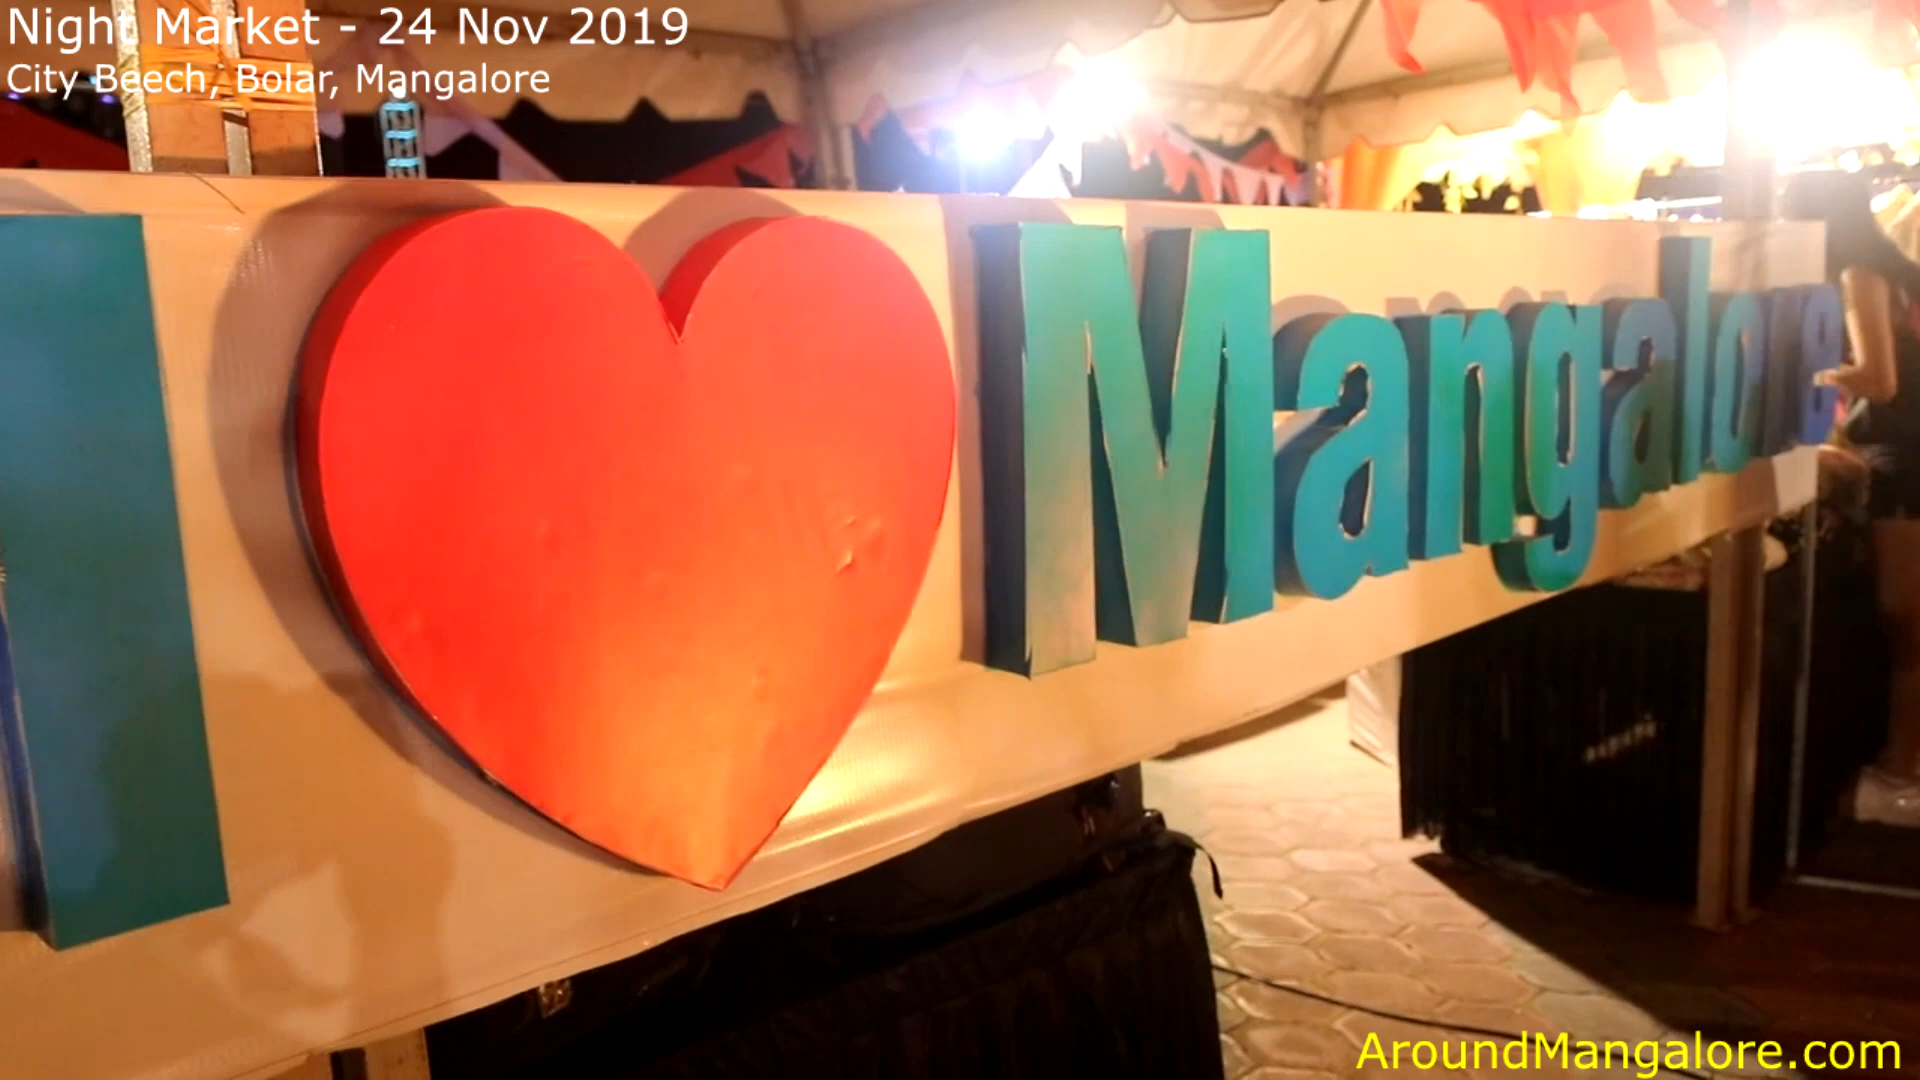 Night Market - 24 Nov 2019
City Beech, Bolar, Mangalore
I ❤ Mangalore
AroundMangalore.com